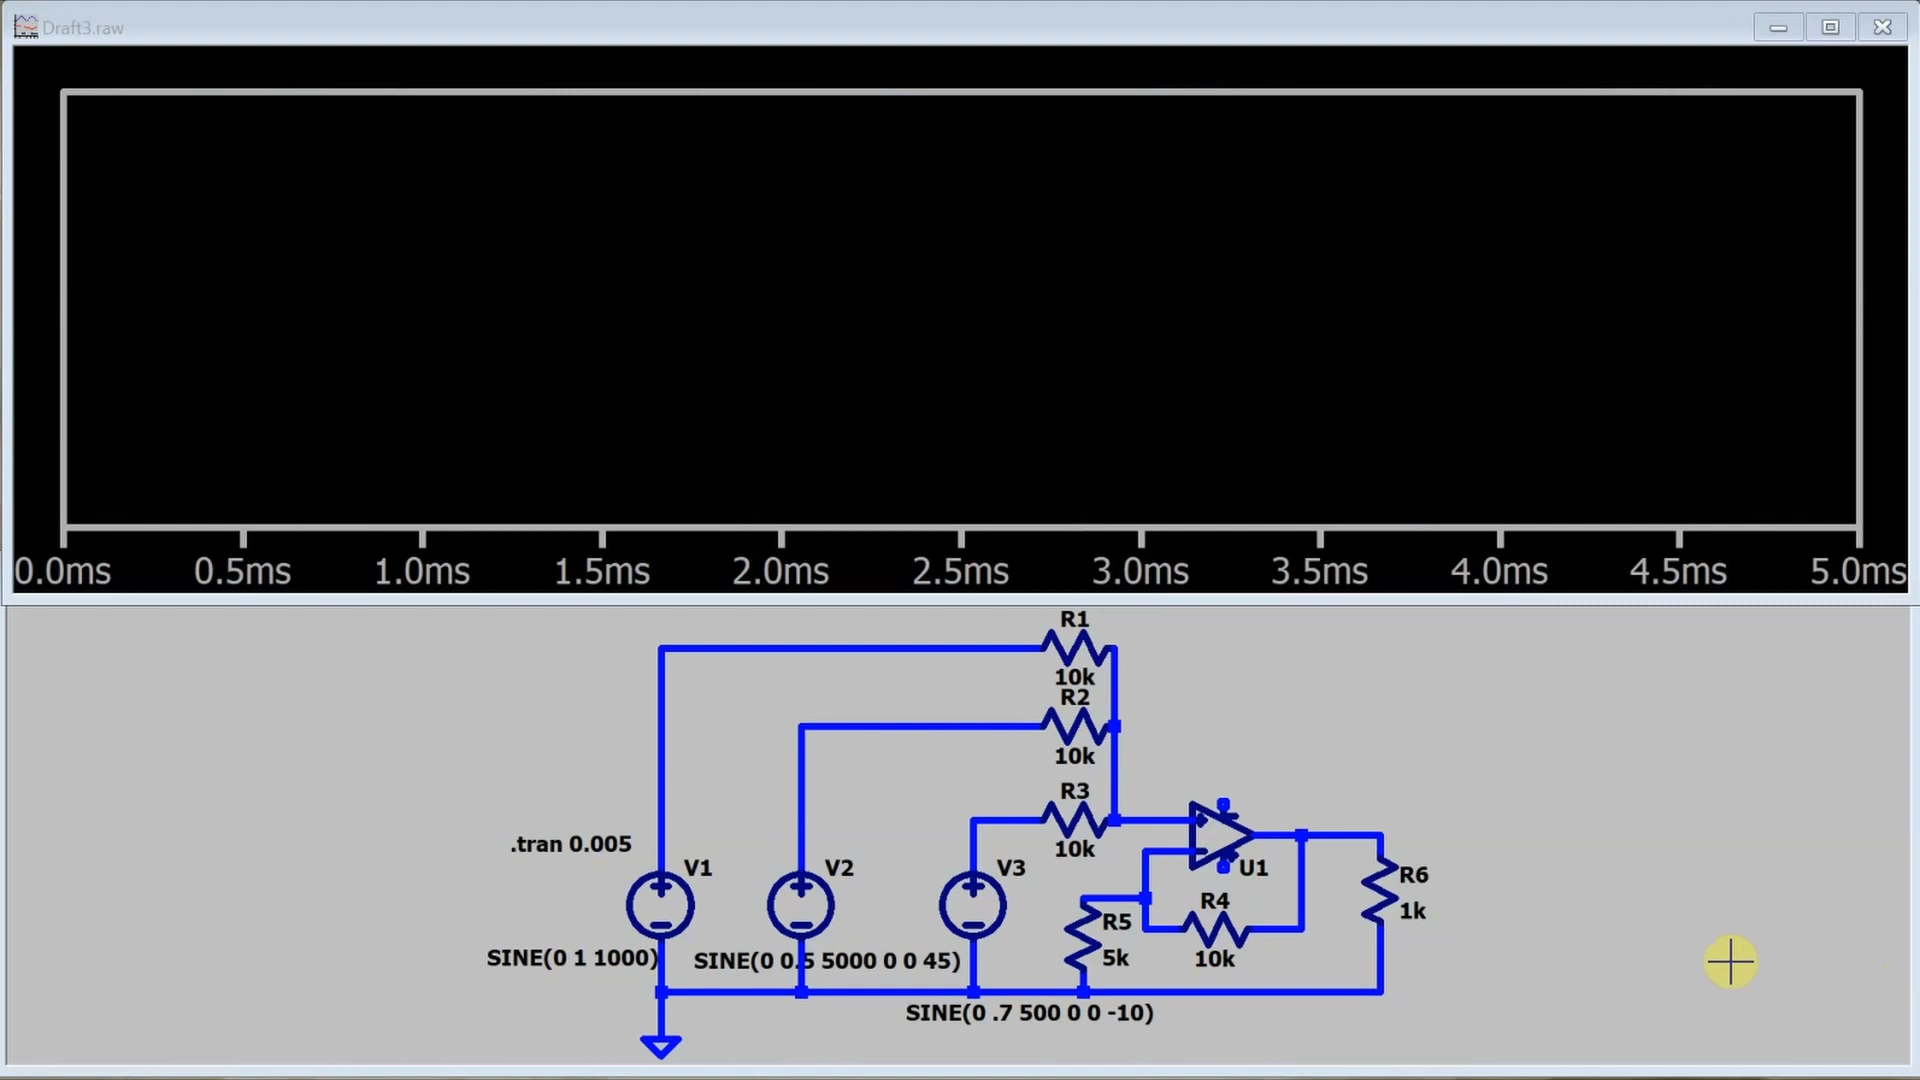 Draft3.raw
0.0ms 0.5ms 1.0ms 1.5ms 2.0ms 2.5ms 3.0ms 3.5ms 4.0ms 4.5ms 5.0ms
R1
10k
R2
10k
R3
10k
.tran 0.005
V1
V2
V3
U1
R4
10k
R5
5k
R6
1k
SINE(0 1 1000)
SINE(0 0.5 5000 0 0 45)
SINE(0 .7 500 0 0 -10)